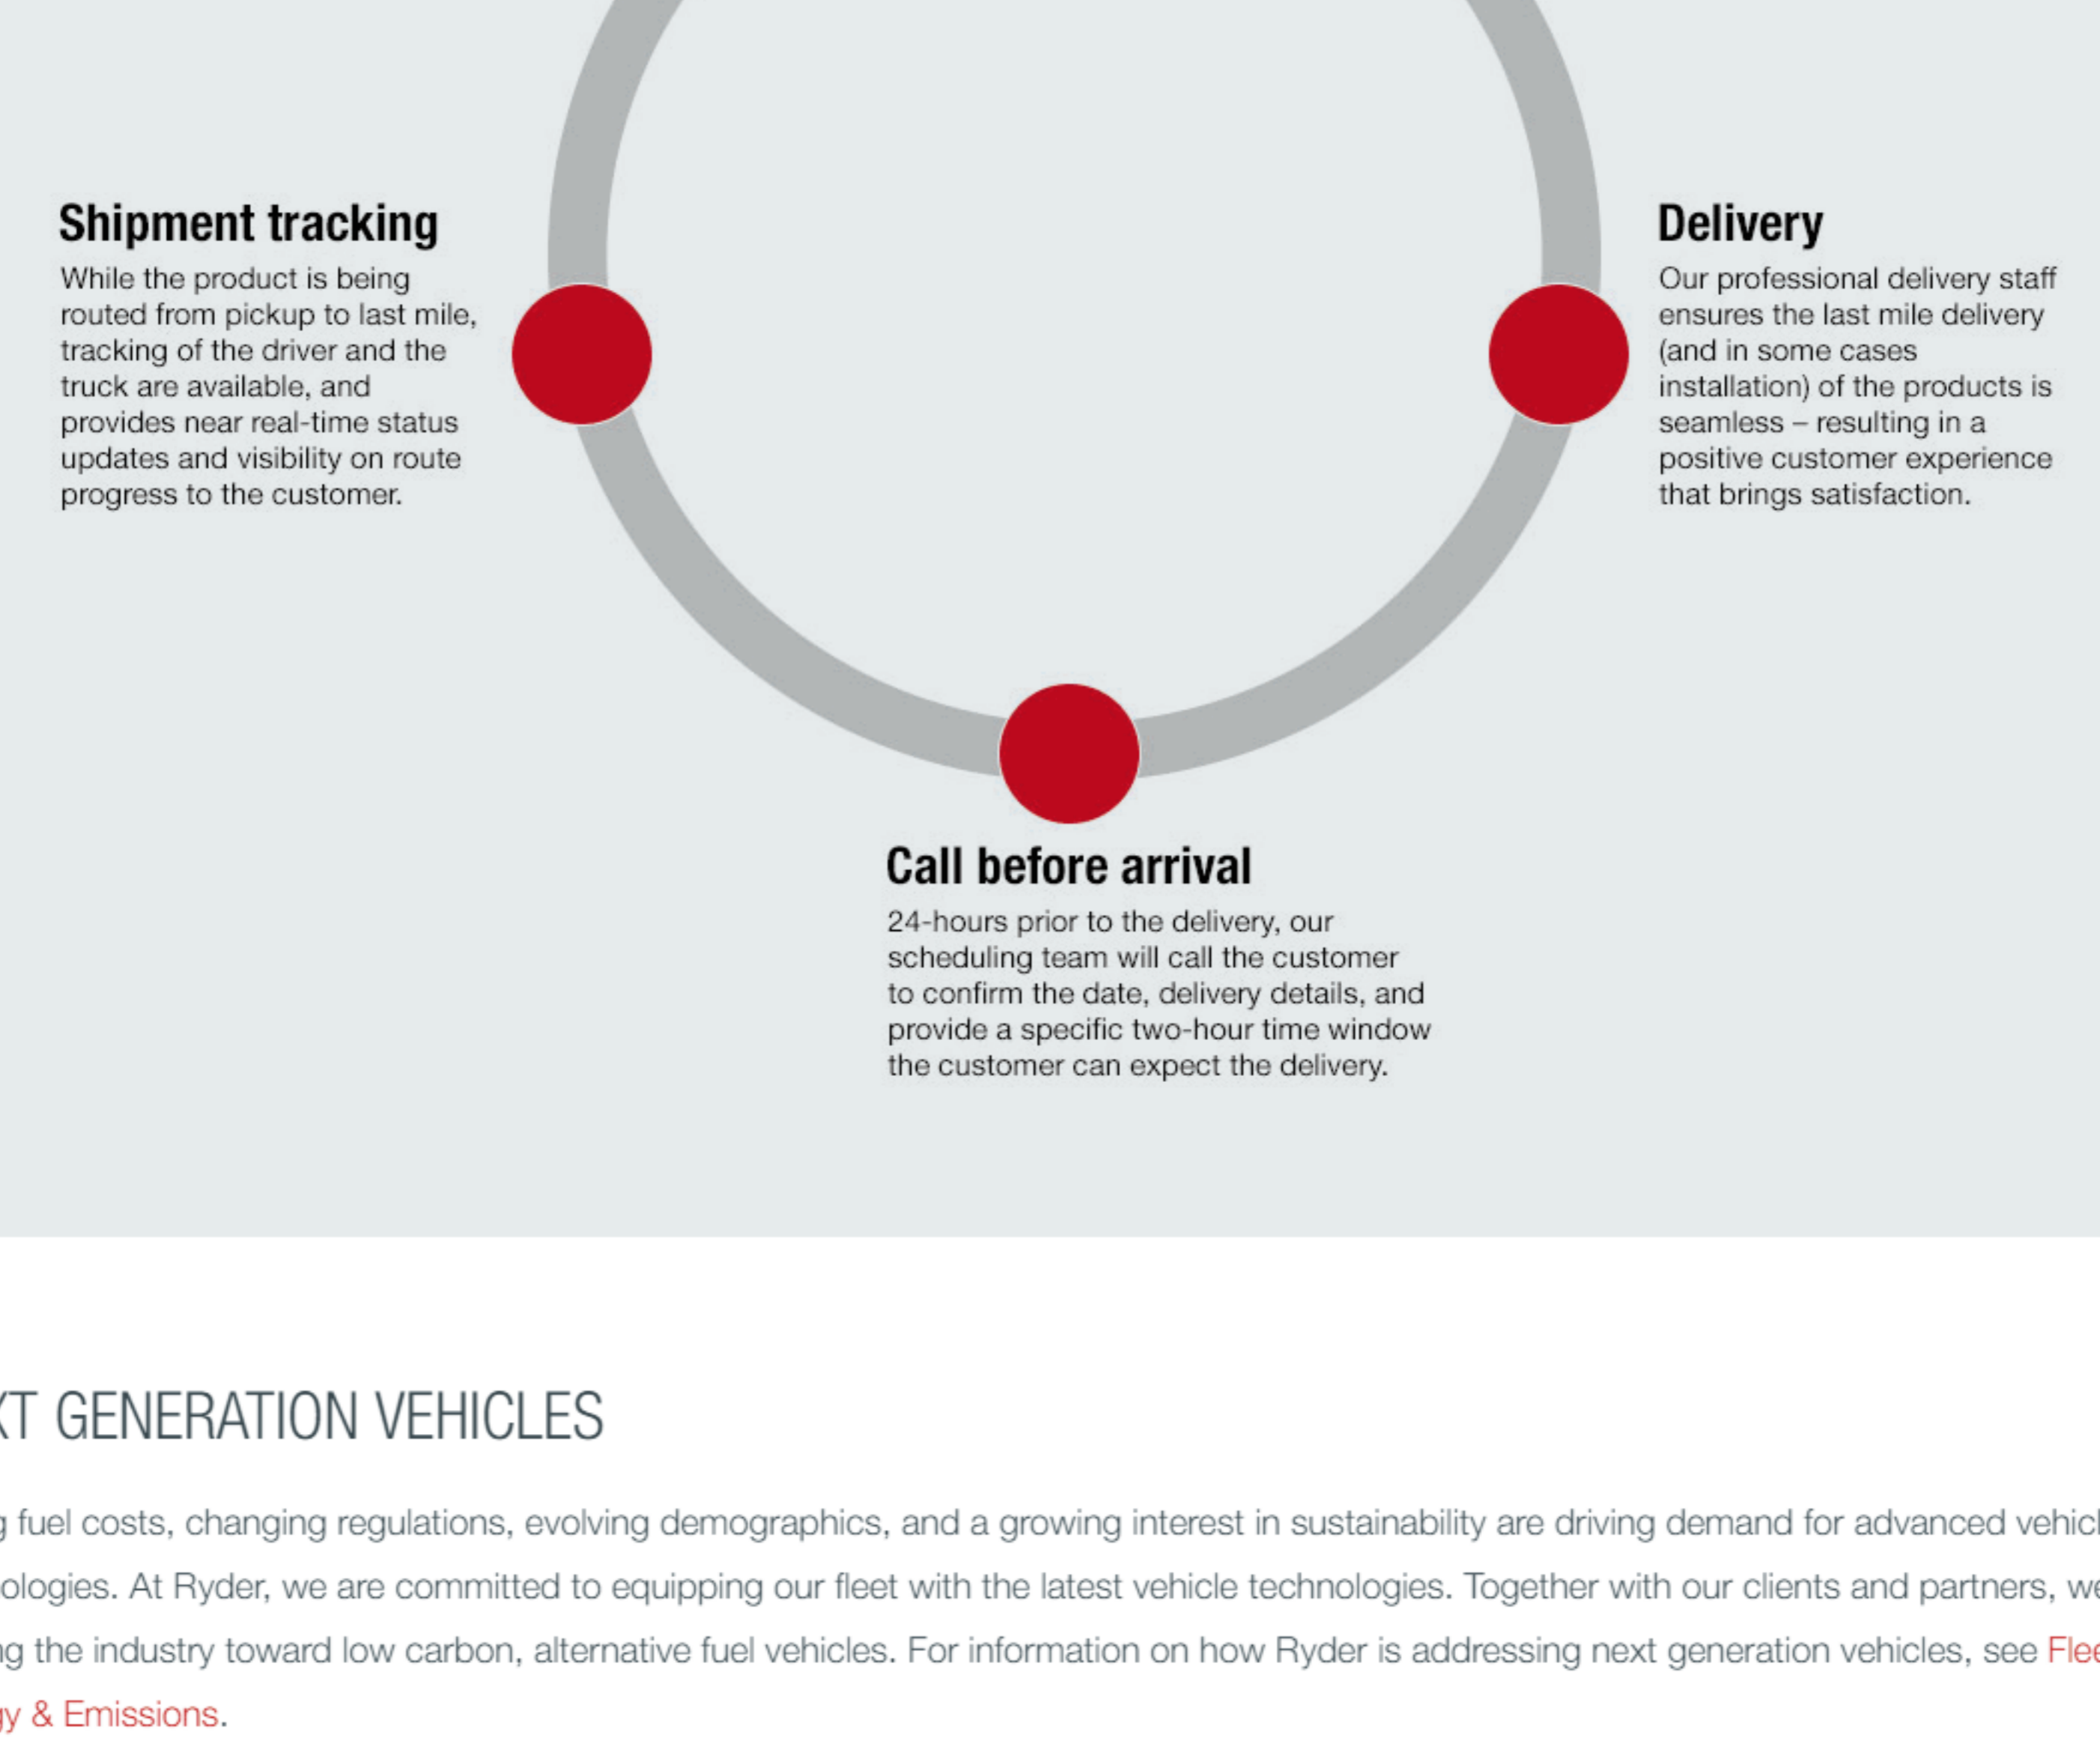 Shipment tracking
While the product is being
routed from pickup to last mile,
tracking of the driver and the
truck are available, and
provides near real-time status
updates and visibility on route
progress to the customer.
Delivery
Our professional delivery staff
ensures the last mile delivery
(and in some cases
installation) of the products is
seamless – resulting in a
positive customer experience
that brings satisfaction.
Call before arrival
24-hours prior to the delivery, our
scheduling team will call the customer
to confirm the date, delivery details, and
provide a specific two-hour time window
the customer can expect the delivery.
XT GENERATION VEHICLES
g fuel costs, changing regulations, evolving demographics, and a growing interest in sustainability are driving demand for advanced vehicl
ologies. At Ryder, we are committed to equipping our fleet with the latest vehicle technologies. Together with our clients and partners, we
ng the industry toward low carbon, alternative fuel vehicles. For information on how Ryder is addressing next generation vehicles, see Flee
gy & Emissions.